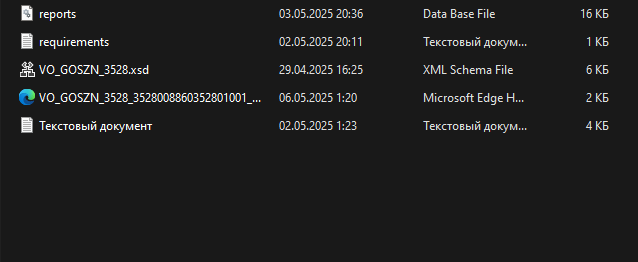 reports 03.05.2025 20:36 Data Base File 16 КБ
requirements 02.05.2025 20:11 Текстовый докум... 1 КБ
VO_GOSZN_3528.xsd 29.04.2025 16:25 XML Schema File 6 КБ
VO_GOSZN_3528_3528008860352801001_... 06.05.2025 1:20 Microsoft Edge H... 2 КБ
Текстовый документ 02.05.2025 1:23 Текстовый докум... 4 КБ